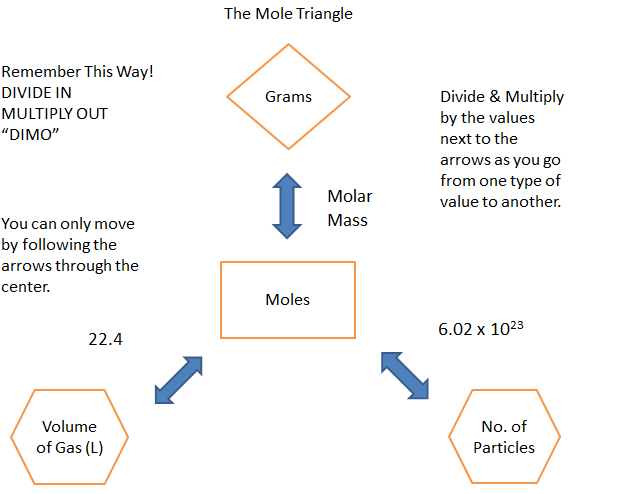 The Mole Triangle
Remember This Way!
DIVIDE IN
MULTIPLY OUT
“DIMO”
Grams
Divide & Multiply
by the values
next to the
arrows as you go
from one type of
value to another.
Molar
Mass
You can only move
by following the
arrows through the
center.
Moles
22.4
6.02 x 10²³
Volume
of Gas (L)
No. of
Particles